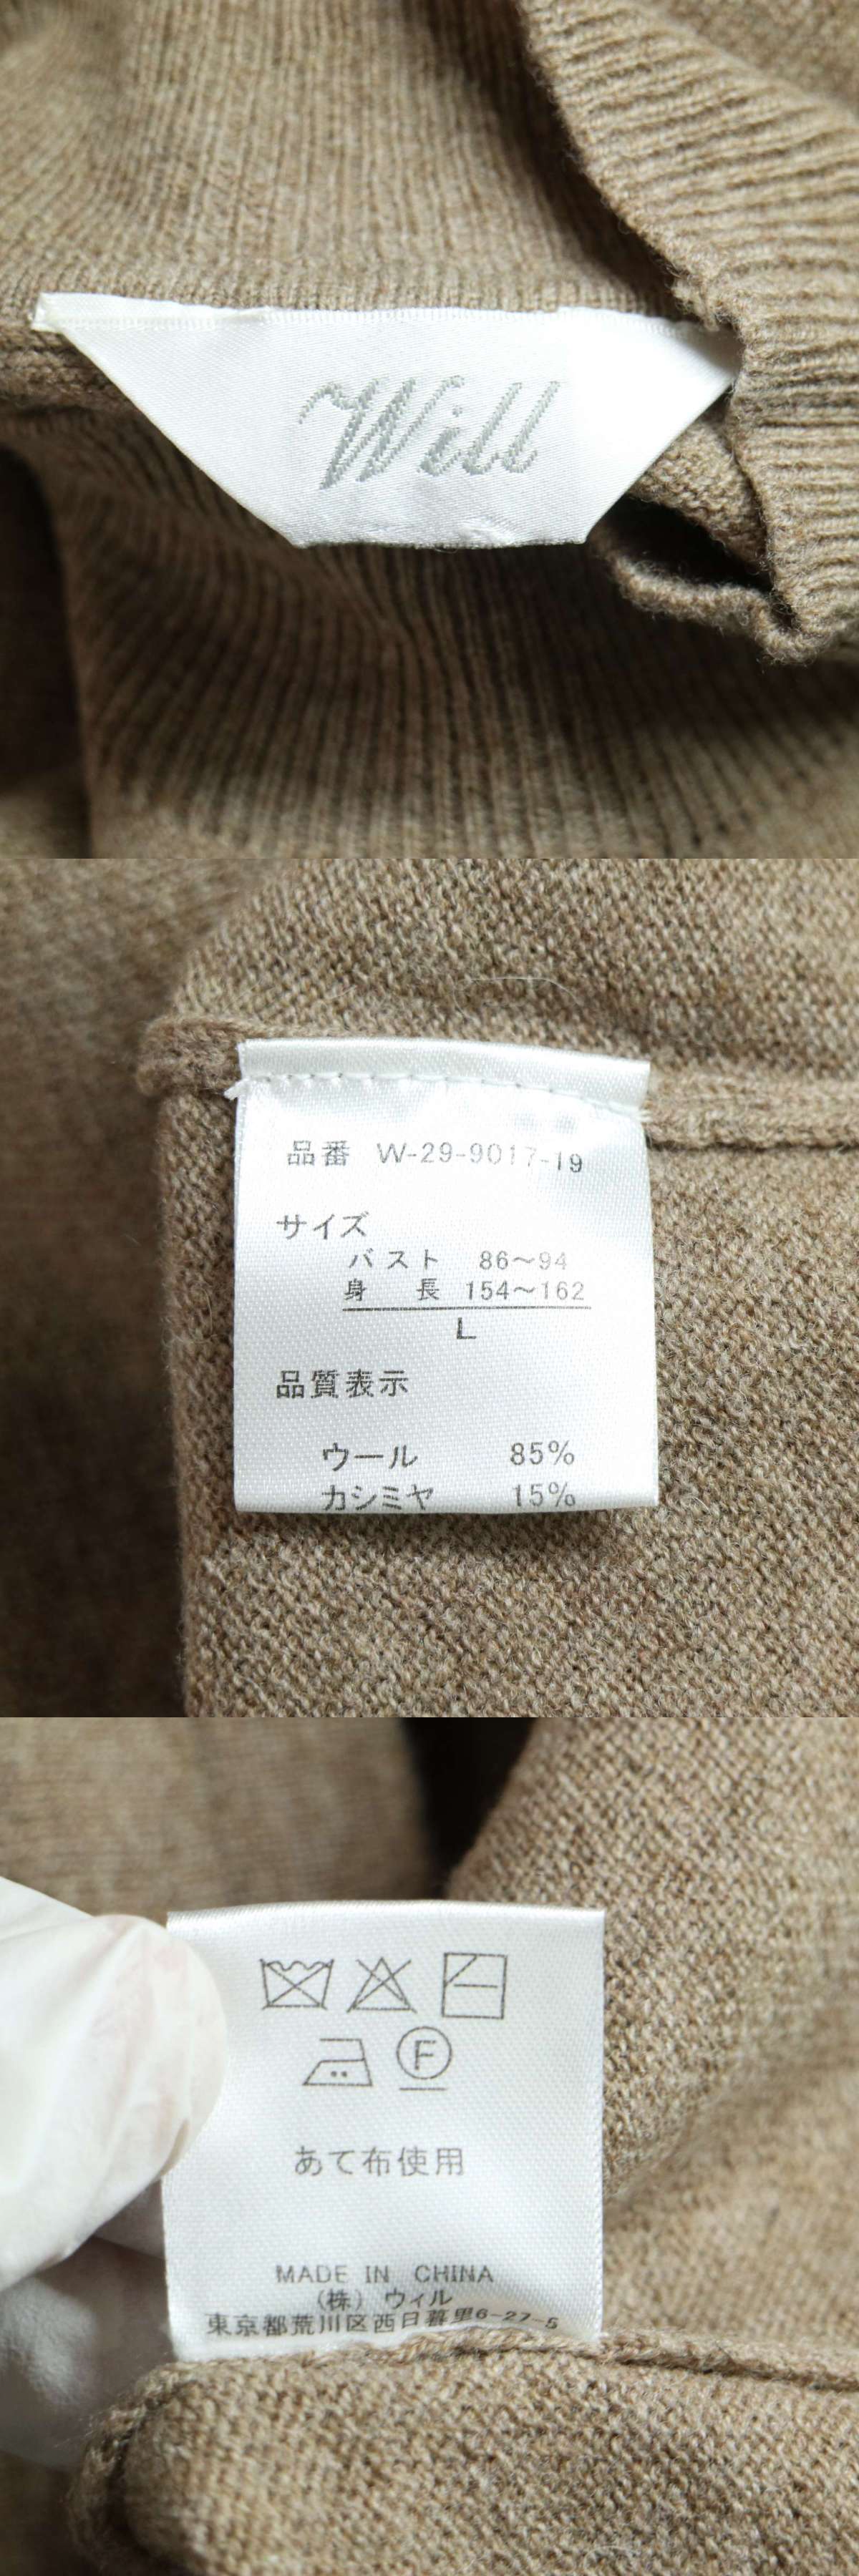 Will
品番 W-29-9017-19
サイズ
バスト 86～94
身長 154～162
L
品質表示
ウール 85%
カシミヤ 15%
F
あて布使用
MADE IN CHINA
(株) ウィル
東京都荒川区西日暮里6-27-5